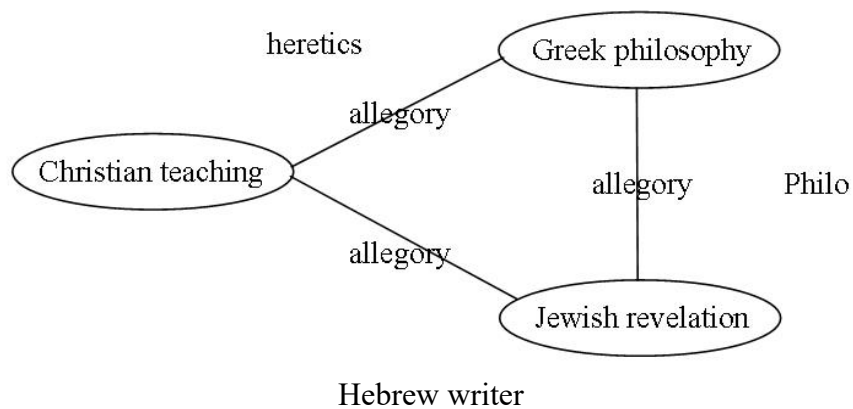 heretics
Greek philosophy
allegory
Christian teaching
allegory
Philo
allegory
Jewish revelation
Hebrew writer